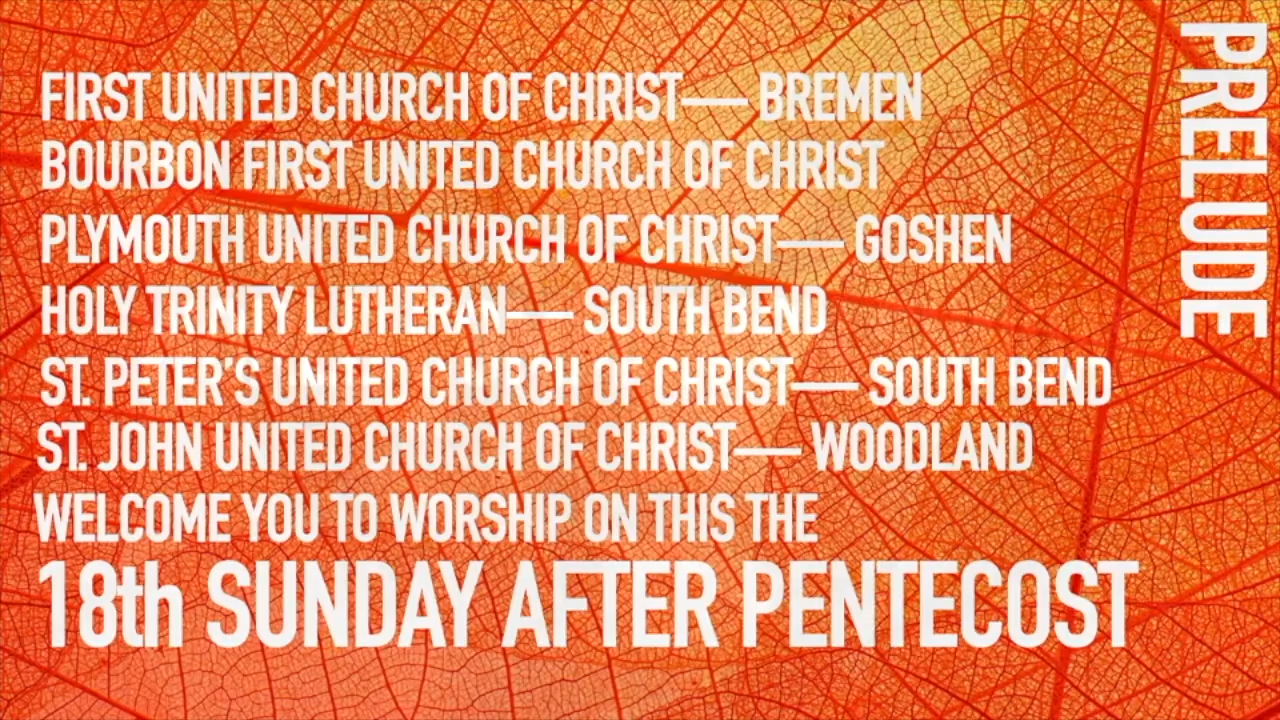 PRELUDE
FIRST UNITED CHURCH OF CHRIST— BREMEN
BOURBON FIRST UNITED CHURCH OF CHRIST
PLYMOUTH UNITED CHURCH OF CHRIST— GOSHEN
HOLY TRINITY LUTHERAN— SOUTH BEND
ST. PETER'S UNITED CHURCH OF CHRIST— SOUTH BEND
ST. JOHN UNITED CHURCH OF CHRIST— WOODLAND
WELCOME YOU TO WORSHIP ON THIS THE
18th SUNDAY AFTER PENTECOST